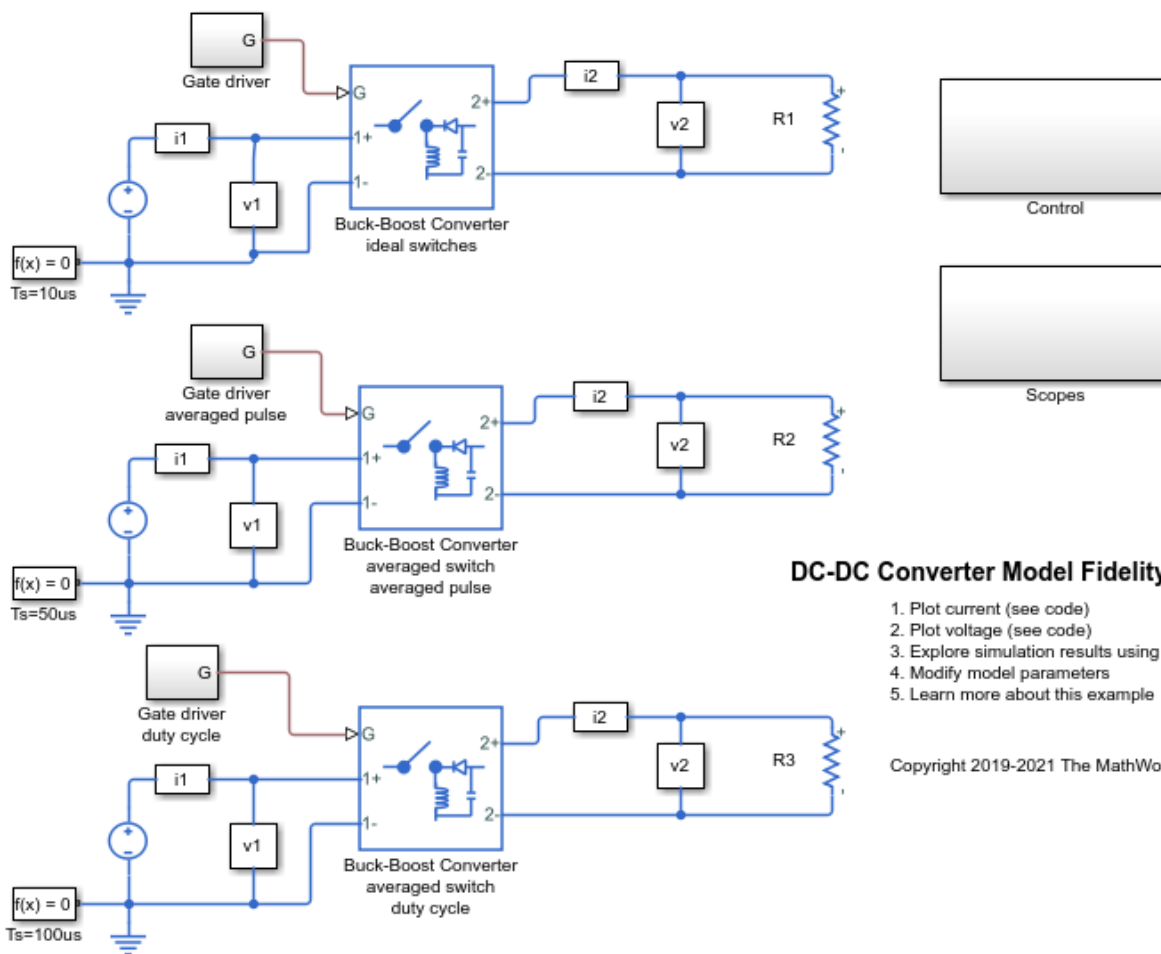 G
Gate driver
G
2+
i2
v2
R1
+
-
i1
1+
v1
1-
2-
Buck-Boost Converter
ideal switches
f(x) = 0
Ts=10us
Control
Scopes
G
Gate driver
averaged pulse
G
2+
i2
v2
R2
+
-
i1
1+
v1
1-
2-
Buck-Boost Converter
averaged switch
averaged pulse
f(x) = 0
Ts=50us
DC-DC Converter Model Fidelity
1. Plot current (see code)
2. Plot voltage (see code)
3. Explore simulation results using
4. Modify model parameters
5. Learn more about this example
Copyright 2019-2021 The MathWo
G
Gate driver
duty cycle
G
2+
i2
v2
R3
+
-
i1
1+
v1
1-
2-
Buck-Boost Converter
averaged switch
duty cycle
f(x) = 0
Ts=100us